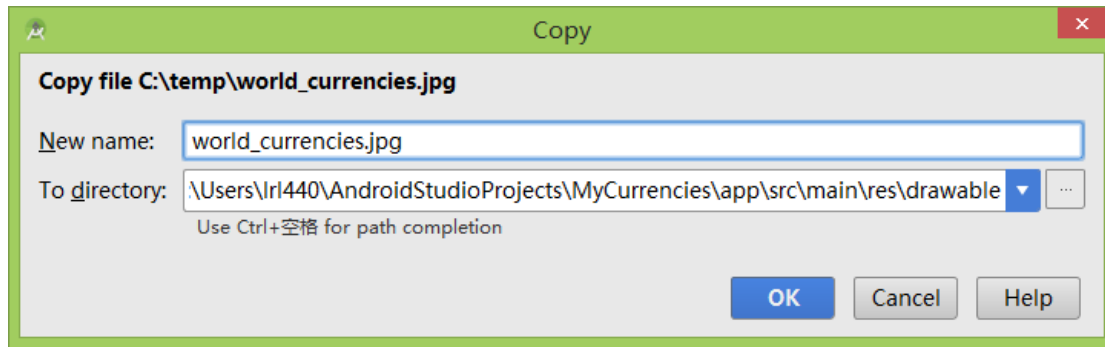 Copy
Copy file C:\temp\world_currencies.jpg
New name: world_currencies.jpg
To directory: :\Users\lrl440\AndroidStudioProjects\MyCurrencies\app\src\main\res\drawable ...
Use Ctrl+空格 for path completion
OK Cancel Help